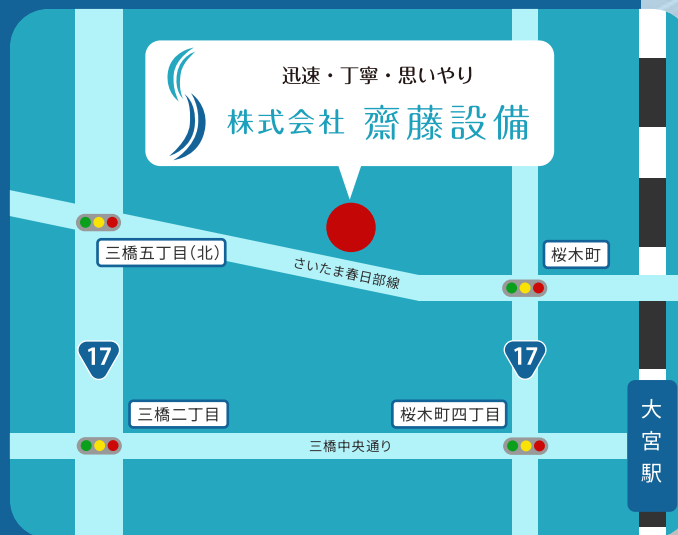 迅速・丁寧・思いやり
株式会社 齋藤設備
三橋五丁目(北)
さいたま春日部線
桜木町
17
17
三橋二丁目
桜木町四丁目
三橋中央通り
大宮駅